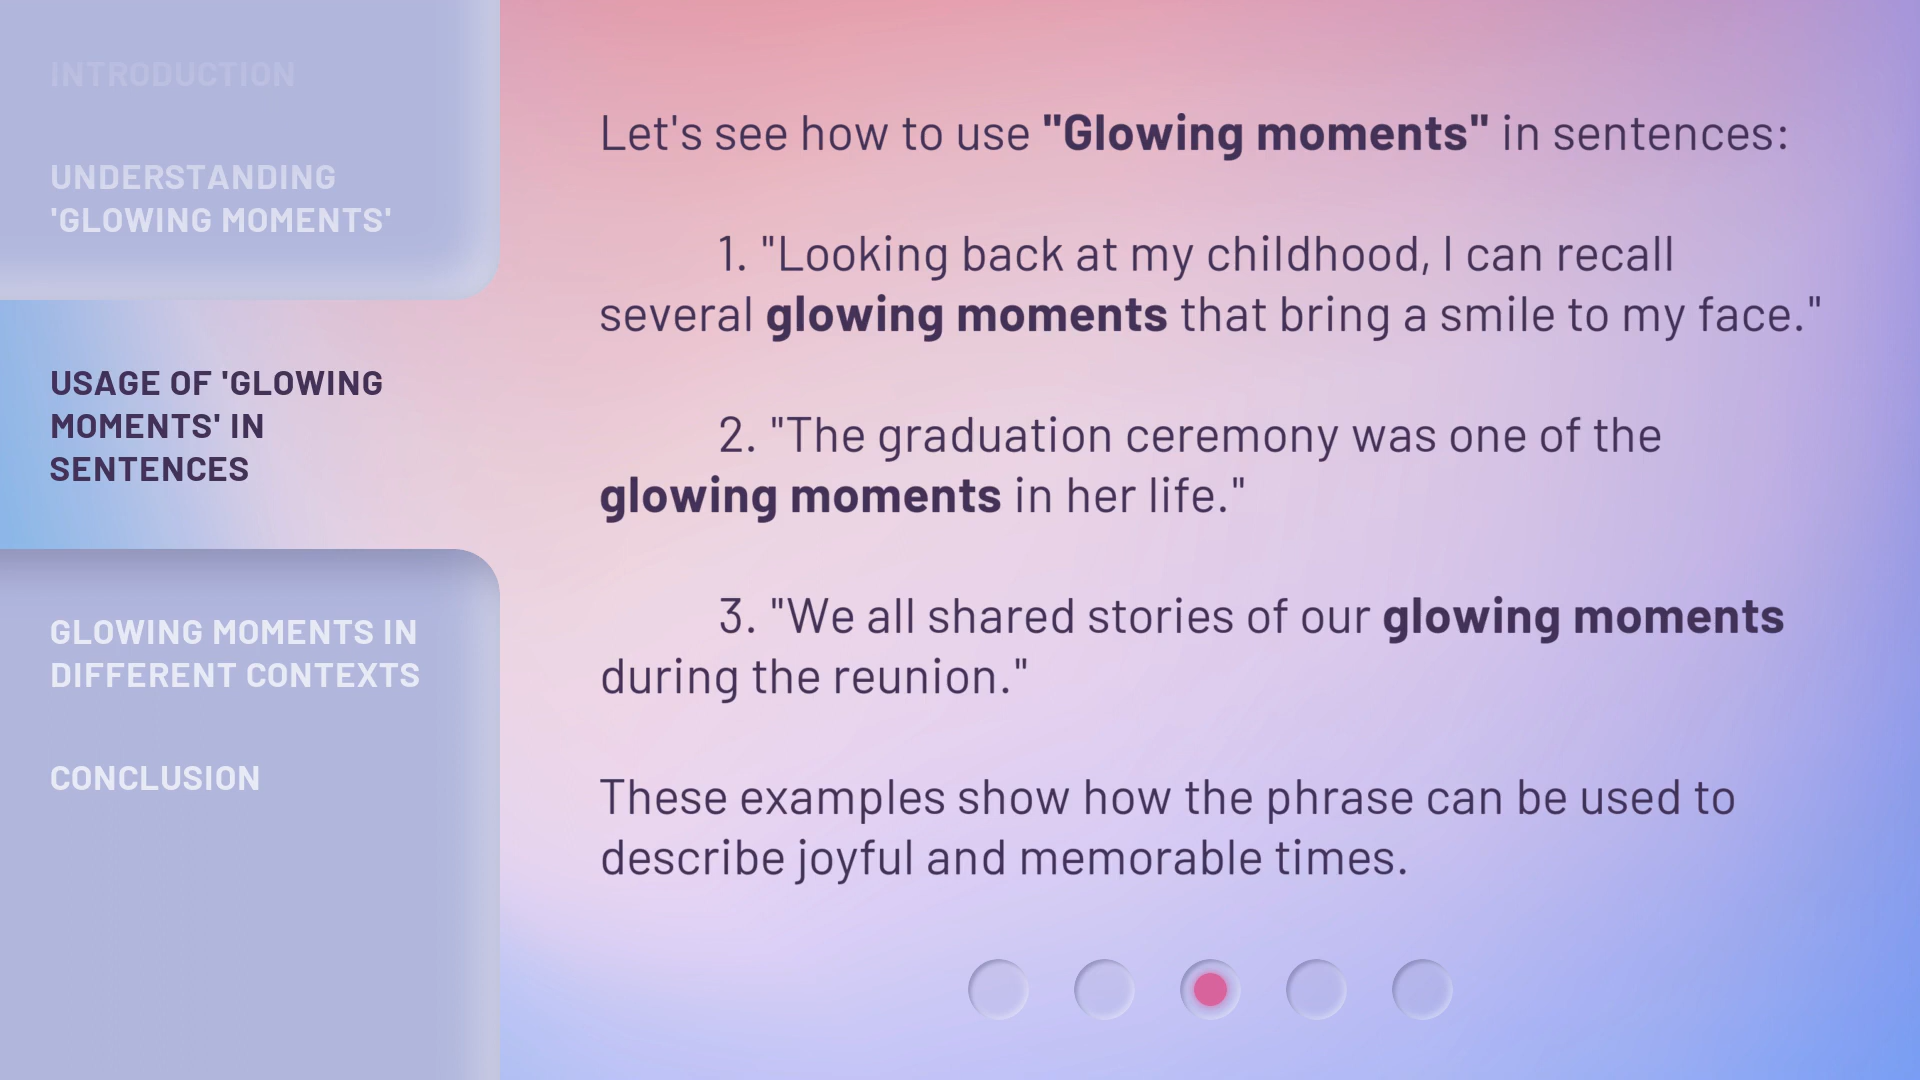 INTRODUCTION
UNDERSTANDING
'GLOWING MOMENTS'
USAGE OF 'GLOWING
MOMENTS' IN
SENTENCES
GLOWING MOMENTS IN
DIFFERENT CONTEXTS
CONCLUSION
Let's see how to use "Glowing moments" in sentences:
1. "Looking back at my childhood, I can recall
several glowing moments that bring a smile to my face."
2. "The graduation ceremony was one of the
glowing moments in her life."
3. "We all shared stories of our glowing moments
during the reunion."
These examples show how the phrase can be used to
describe joyful and memorable times.